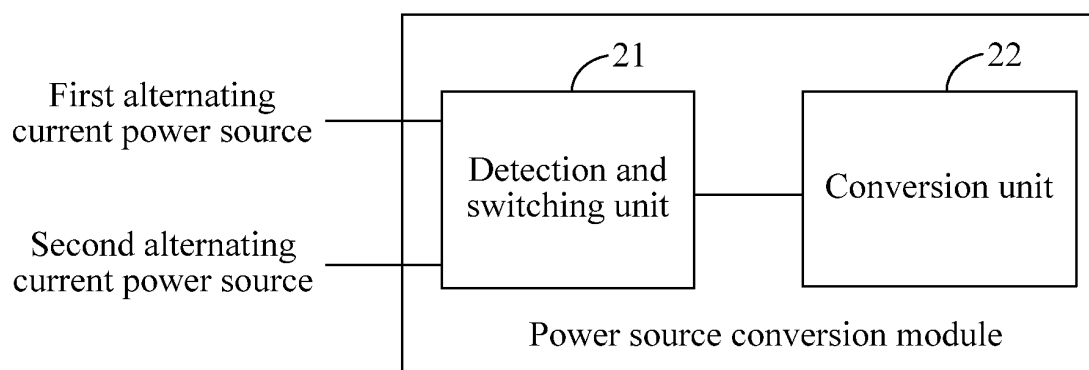 21
22
First alternating
current power source
Detection and
switching unit
Conversion unit
Second alternating
current power source
Power source conversion module